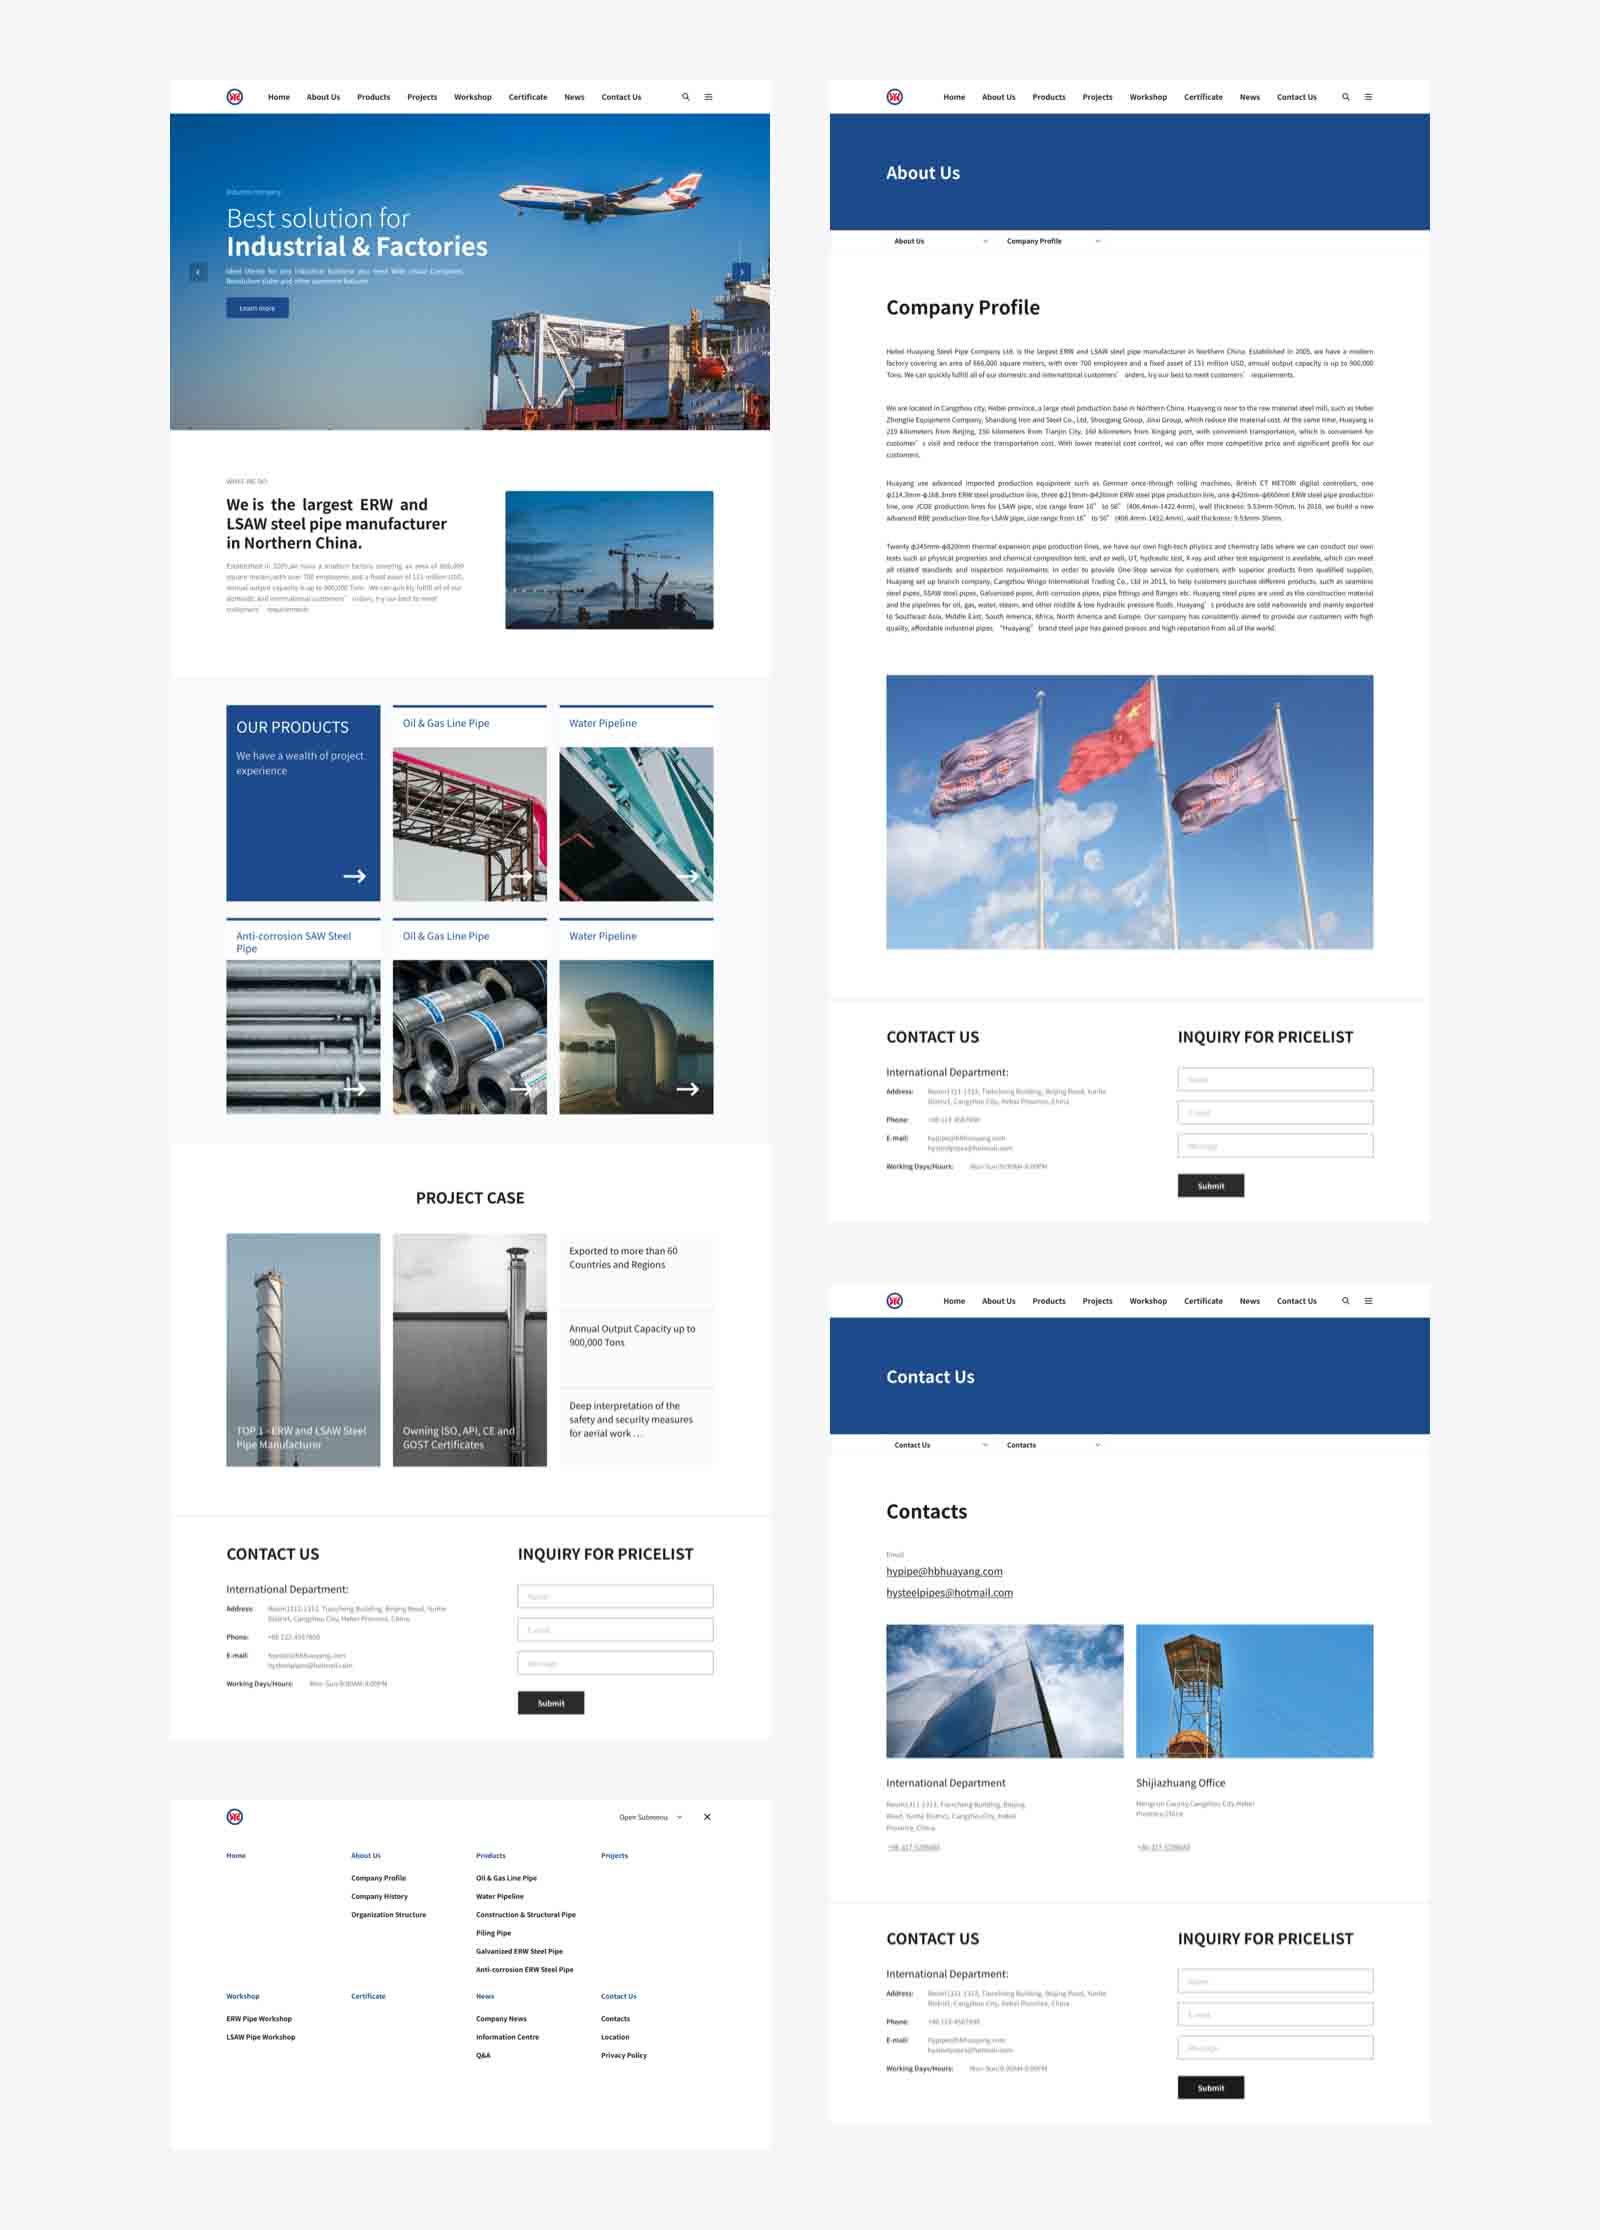 Home About Us Products Projects Workshop Certificate News Contact Us
Industry company
Best solution for
Industrial & Factories
Learn more
WHAT WE DO
We is the largest ERW and
LSAW steel pipe manufacturer
in Northern China.
Established in 2005,we have a modern factory covering an area of 666,000
square meters,with over 700 employees and a fixed asset of 151 million USD,
annual output capacity is up to 900,000 Tons. We can quickly fulfill all of our
domestic and international customers’ orders, try our best to meet
customers’ requirements.
OUR PRODUCTS
We have a wealth of project
experience
Oil & Gas Line Pipe
Water Pipeline
Anti-corrosion SAW Steel
Pipe
Oil & Gas Line Pipe
Water Pipeline
PROJECT CASE
TOP 1 - ERW and LSAW Steel
Pipe Manufacturer
Owning ISO, API, CE and
GOST Certificates
Exported to more than 60
Countries and Regions
Annual Output Capacity up to
900,000 Tons
Deep interpretation of the
safety and security measures
for aerial work ...
CONTACT US
International Department:
Address: Room1311-1313, Tiancheng Building, Beijing Road, Yunhe
District, Cangzhou City, Hebei Province, China
Phone:
E-mail: hypipe@hbhuayang.com
hysteelpipes@hotmail.com
Working Days/Hours: Mon-Sun/9:00AM-8:00PM
INQUIRY FOR PRICELIST
Name
E-mail
Message
Submit
Open Submenu
Home
About Us
Company Profile
Company History
Organization Structure
Products
Oil & Gas Line Pipe
Water Pipeline
Construction & Structural Pipe
Piling Pipe
Galvanized ERW Steel Pipe
Anti-corrosion ERW Steel Pipe
Projects
Workshop
ERW Pipe Workshop
LSAW Pipe Workshop
Certificate
News
Company News
Information Centre
Q&A
Contact Us
Contacts
Location
Privacy Policy
Home About Us Products Projects Workshop Certificate News Contact Us
About Us
About Us Company Profile
Company Profile
Hebei Huayang Steel Pipe Company Ltd. is the largest ERW and LSAW steel pipe manufacturer in Northern China. Established in 2005, we have a modern
factory covering an area of 666,000 square meters, with over 700 employees and a fixed asset of 151 million USD, annual output capacity is up to 900,000
Tons. We can quickly fulfill all of our domestic and international customers’ orders, try our best to meet customers’ requirements.
We are located in Cangzhou city, Hebei province, a large steel production base in Northern China. Huayang is near to the raw material steel mill, such as Hebei
Zhongtie Equipment Company, Shandong Iron and Steel Co., Ltd, Shougang Group, Jinxi Group, which reduce the material cost. At the same time, Huayang is
210 kilometers from Beijing, 150 kilometers from Tianjin City, 160 kilometers from Xingang port, with convenient transportation, which is convenient for
customer’ s visit and reduce the transportation cost. With lower material cost control, we can offer more competitive price and significant profit for our
customers.
Huayang use advanced imported production equipment such as German once-through rolling machines, British CT METORI digital controllers, one
φ114.3mm-φ168.3mm ERW steel production line, three φ219mm-φ426mm ERW steel pipe production line, one φ426mm-φ660mm ERW steel pipe production
line, one JCOE production lines for LSAW pipe, size range from 16” to 56” (406.4mm-1422.4mm), wall thickness: 9.53mm-50mm. In 2018, we build a new
advanced RBE production line for LSAW pipe, size range from 16” to 56” (406.4mm-1422.4mm), wall thickness: 9.53mm-30mm.
Twenty φ245mm-φ820mm thermal expansion pipe production lines, we have our own high-tech physics and chemistry labs where we can conduct our own
tests such as physical properties and chemical composition test, and as well, UT, hydraulic test, X-ray and other test equipment is available, which can meet
all related standards and inspection requirements. In order to provide One-Stop service for customers with superior products from qualified supplier,
Huayang set up branch company, Cangzhou Wingo International Trading Co., Ltd in 2013, to help customers purchase different products, such as seamless
steel pipes, SSAW steel pipes, Galvanized pipes, Anti-corrosion pipes, pipe fittings and flanges etc. Huayang steel pipes are used as the construction material
and the pipelines for oil, gas, water, steam, and other middle & low hydraulic pressure fluids. Huayang’ s products are sold nationwide and mainly exported
to Southeast Asia, Middle East, South America, Africa, North America and Europe. Our company has consistently aimed to provide our customers with high
quality, affordable industrial pipes, “Huayang” brand steel pipe has gained praises and high reputation from all of the world.
CONTACT US
International Department:
Address: Room1311-1313, Tiancheng Building, Beijing Road, Yunhe
District, Cangzhou City, Hebei Province, China
Phone:
E-mail: hypipe@hbhuayang.com
hysteelpipes@hotmail.com
Working Days/Hours: Mon-Sun/9:00AM-8:00PM
INQUIRY FOR PRICELIST
Name
E-mail
Message
Submit
Home About Us Products Projects Workshop Certificate News Contact Us
Contact Us
Contact Us Contacts
Contacts
Email
hypipe@hbhuayang.com
hysteelpipes@hotmail.com
International Department
Room1311-1313, Tiancheng Building, Beijing
Road, Yunhe District, Cangzhou City, Hebei
Province, China
Shijiazhuang Office
Cangzhou City,Hebei
Province,China
CONTACT US
International Department:
Address: Room1311-1313, Tiancheng Building, Beijing Road, Yunhe
District, Cangzhou City, Hebei Province, China
Phone:
E-mail: hypipe@hbhuayang.com
hysteelpipes@hotmail.com
Working Days/Hours: Mon-Sun/9:00AM-8:00PM
INQUIRY FOR PRICELIST
Name
E-mail
Message
Submit